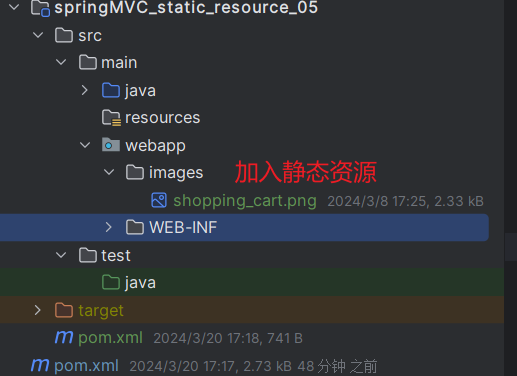 springMVC_static_resource_05
src
main
java
resources
webapp
images 加入静态资源
shopping_cart.png 2024/3/8 17:25, 2.33 kB
WEB-INF
test
java
target
pom.xml 2024/3/20 17:18, 741 B
pom.xml 2024/3/20 17:17, 2.73 kB 48 分钟 之前